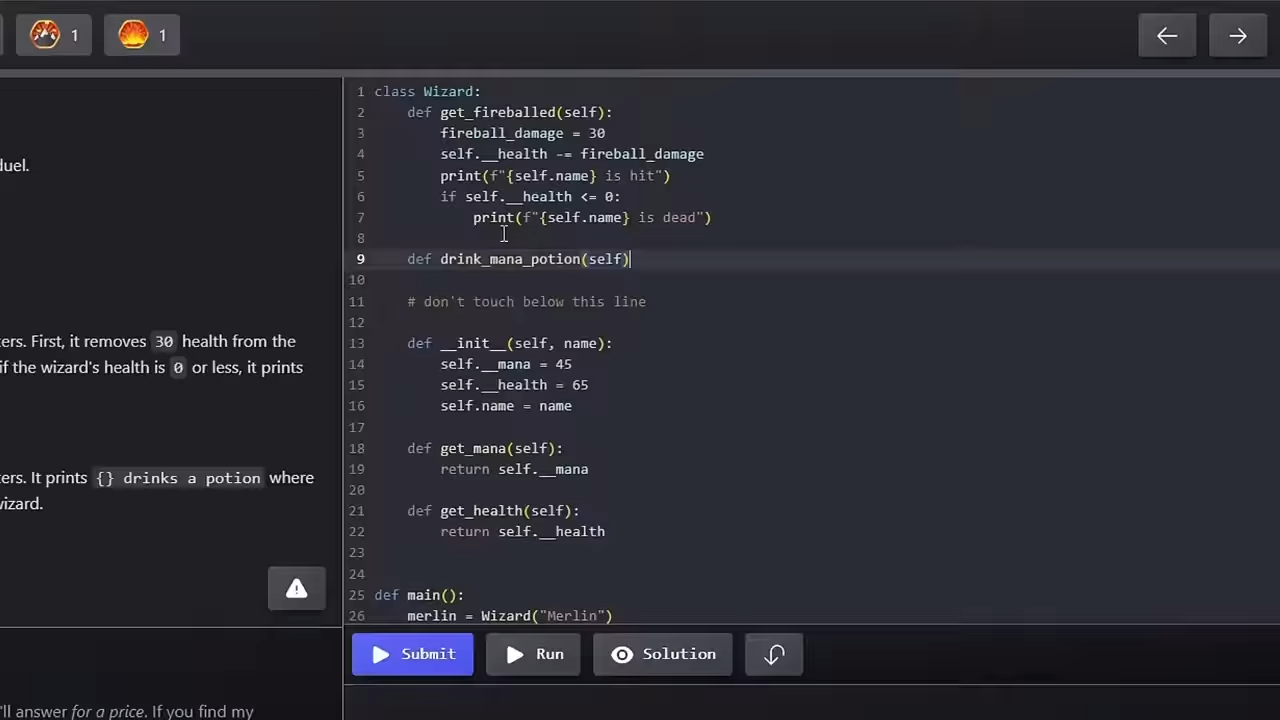 1 1
duel.
ters. First, it removes 30 health from the
if the wizard's health is 0 or less, it prints
ters. It prints {} drinks a potion where
wizard.
'll answer for a price. If you find my
1 class Wizard:
2 def get_fireballed(self):
3 fireball_damage = 30
4 self.__health -= fireball_damage
5 print(f"{self.name} is hit")
6 if self.__health <= 0:
7 print(f"{self.name} is dead")
8
9 def drink_mana_potion(self)
10
11 # don't touch below this line
12
13 def __init__(self, name):
14 self.__mana = 45
15 self.__health = 65
16 self.name = name
17
18 def get_mana(self):
19 return self.__mana
20
21 def get_health(self):
22 return self.__health
23
24
25 def main():
26 merlin = Wizard("Merlin")
Submit Run Solution